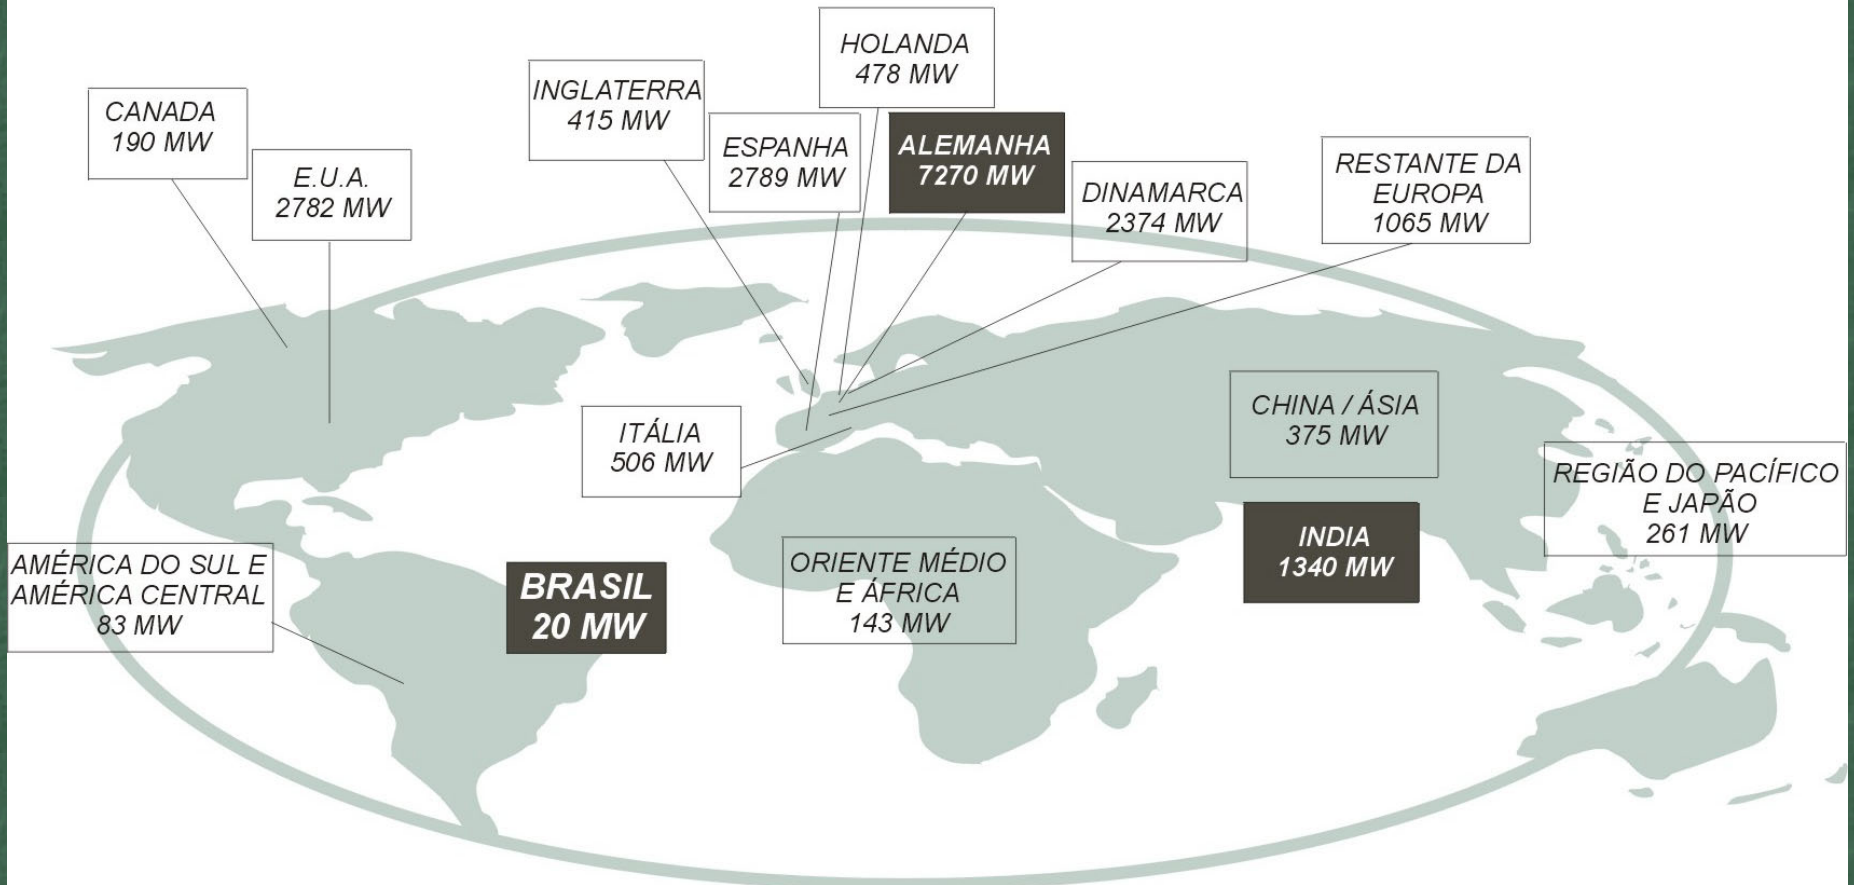 HOLANDA
478 MW
CANADA
190 MW
INGLATERRA
415 MW
ESPANHA
2789 MW
ALEMANHA
7270 MW
E.U.A.
2782 MW
DINAMARCA
2374 MW
RESTANTE DA
EUROPA
1065 MW
ITÁLIA
506 MW
CHINA / ÁSIA
375 MW
REGIÃO DO PACÍFICO
E JAPÃO
261 MW
AMÉRICA DO SUL E
AMÉRICA CENTRAL
83 MW
BRASIL
20 MW
ORIENTE MÉDIO
E ÁFRICA
143 MW
INDIA
1340 MW